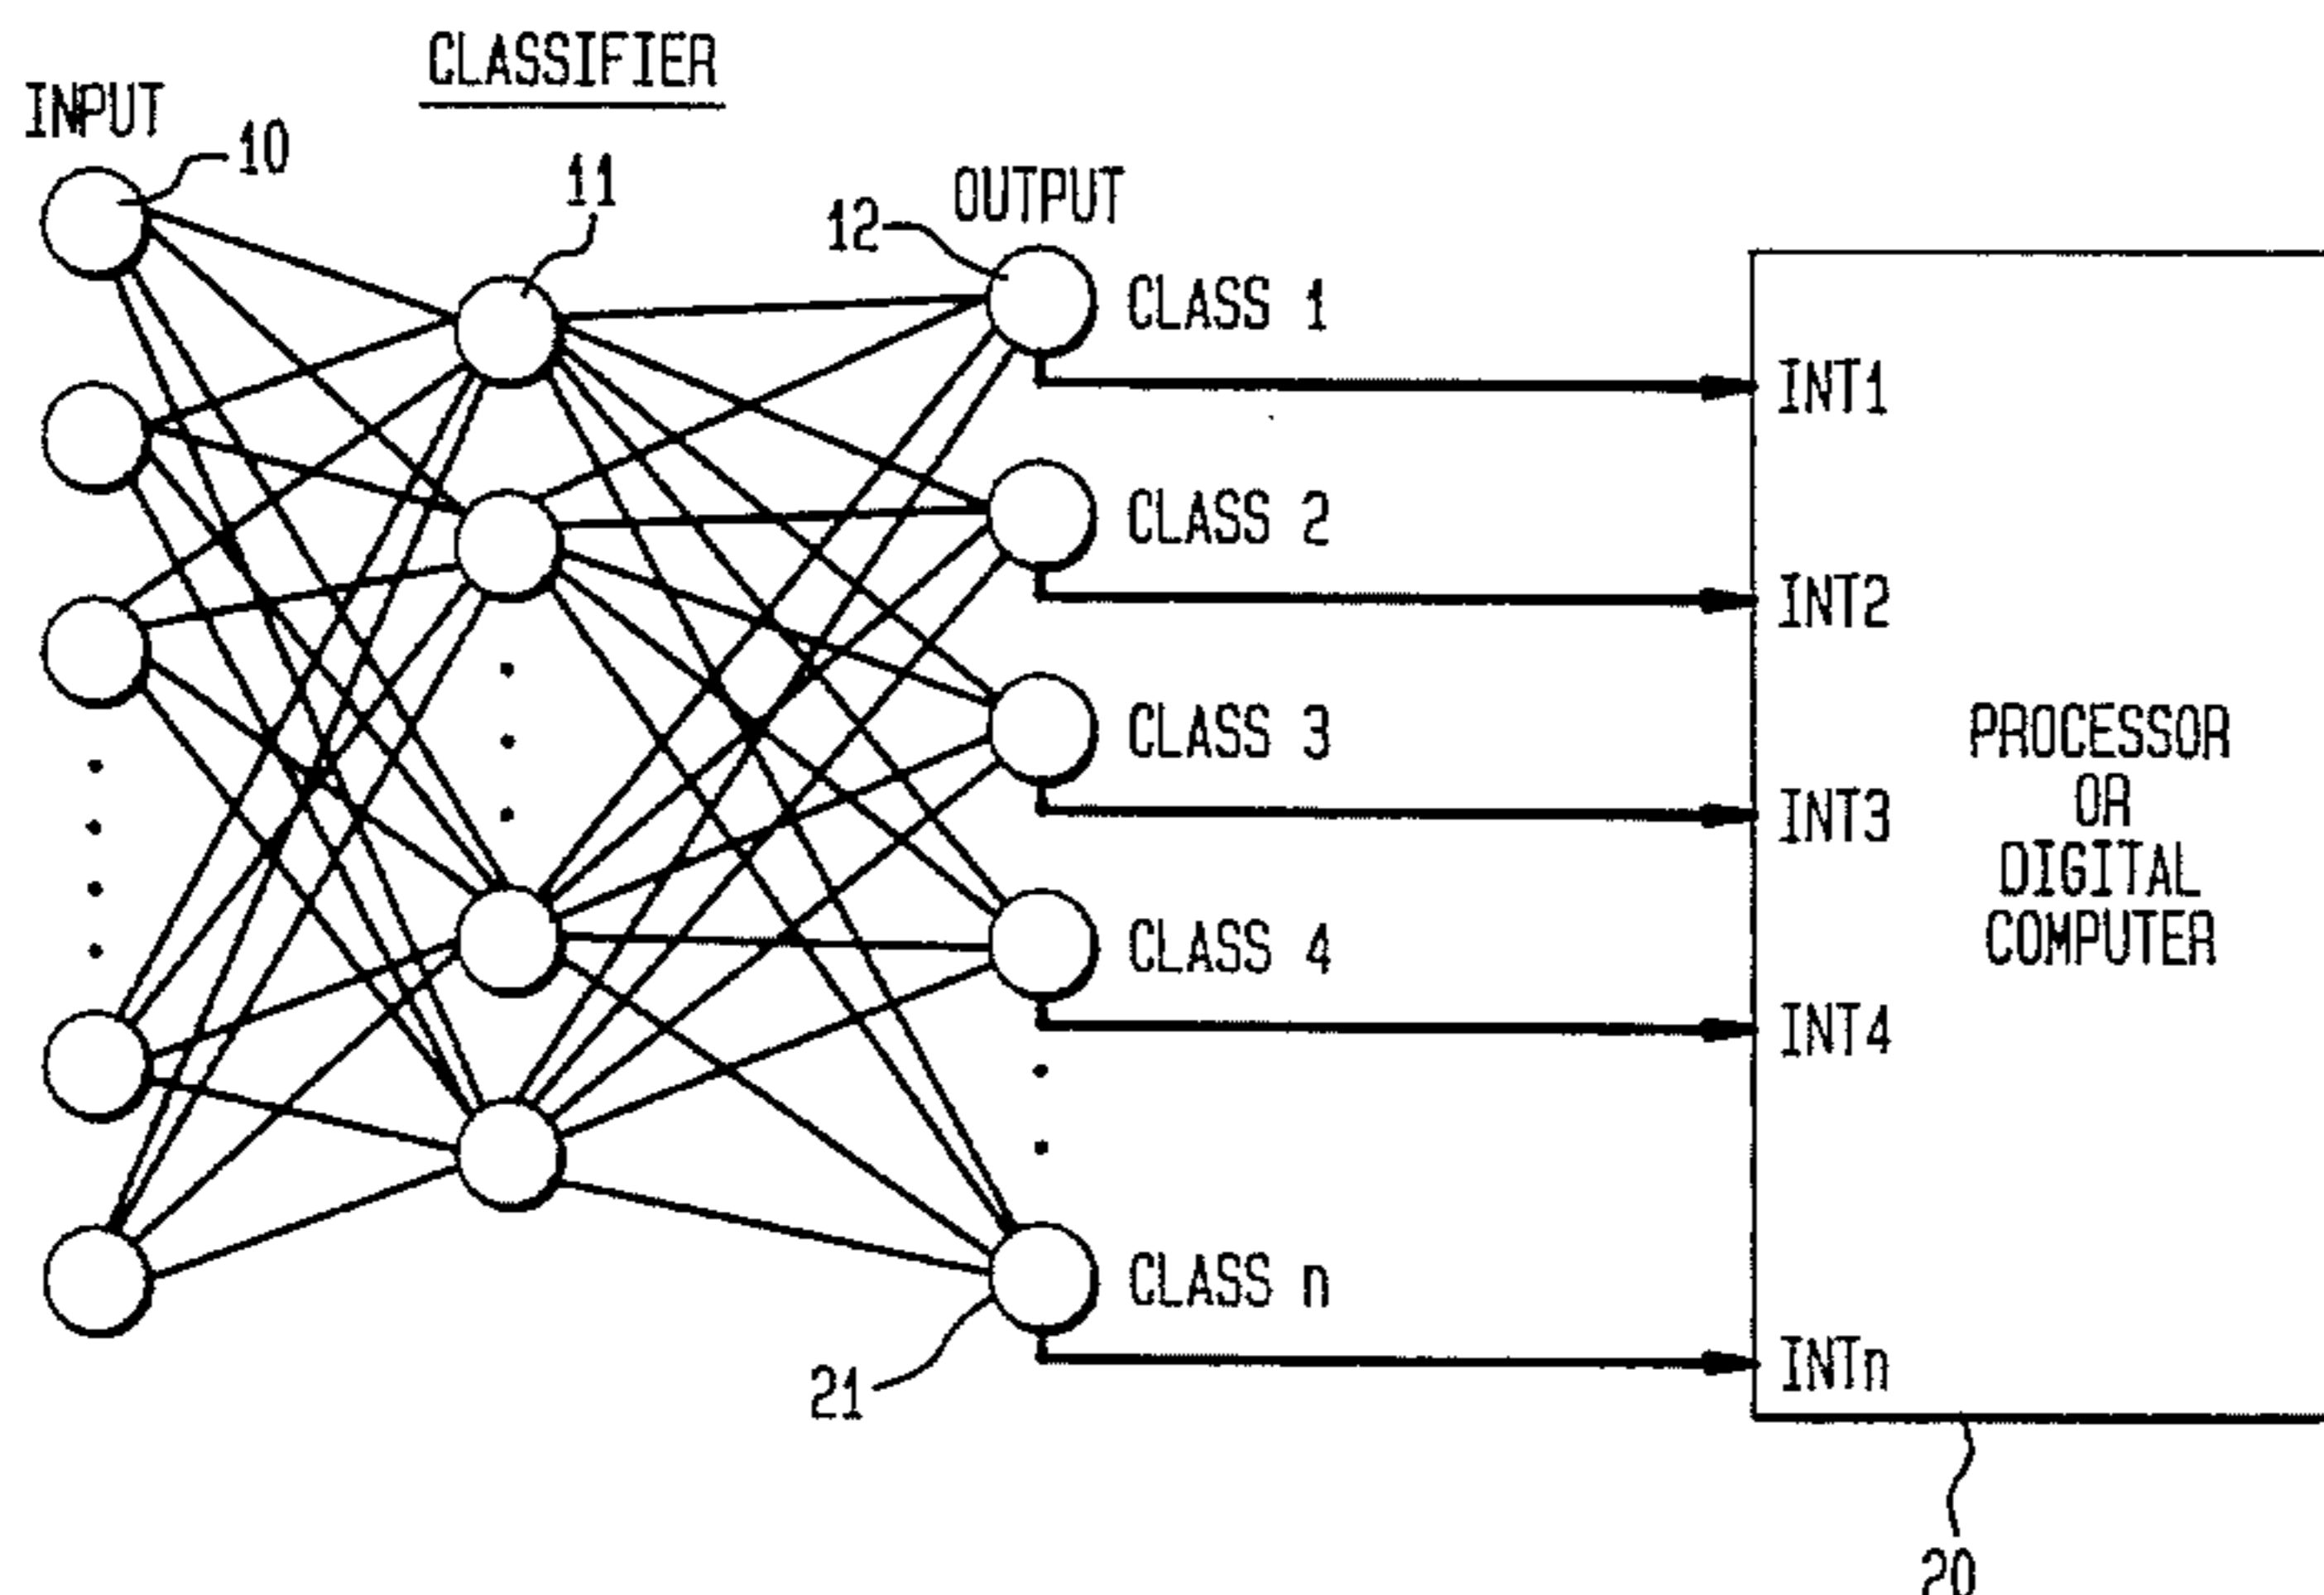 CLASSIFIER
INPUT
10
11
12
OUTPUT
CLASS 1
INT1
CLASS 2
INT2
CLASS 3
INT3
PROCESSOR
OR
DIGITAL
COMPUTER
CLASS 4
INT4
CLASS n
INTn
21
20